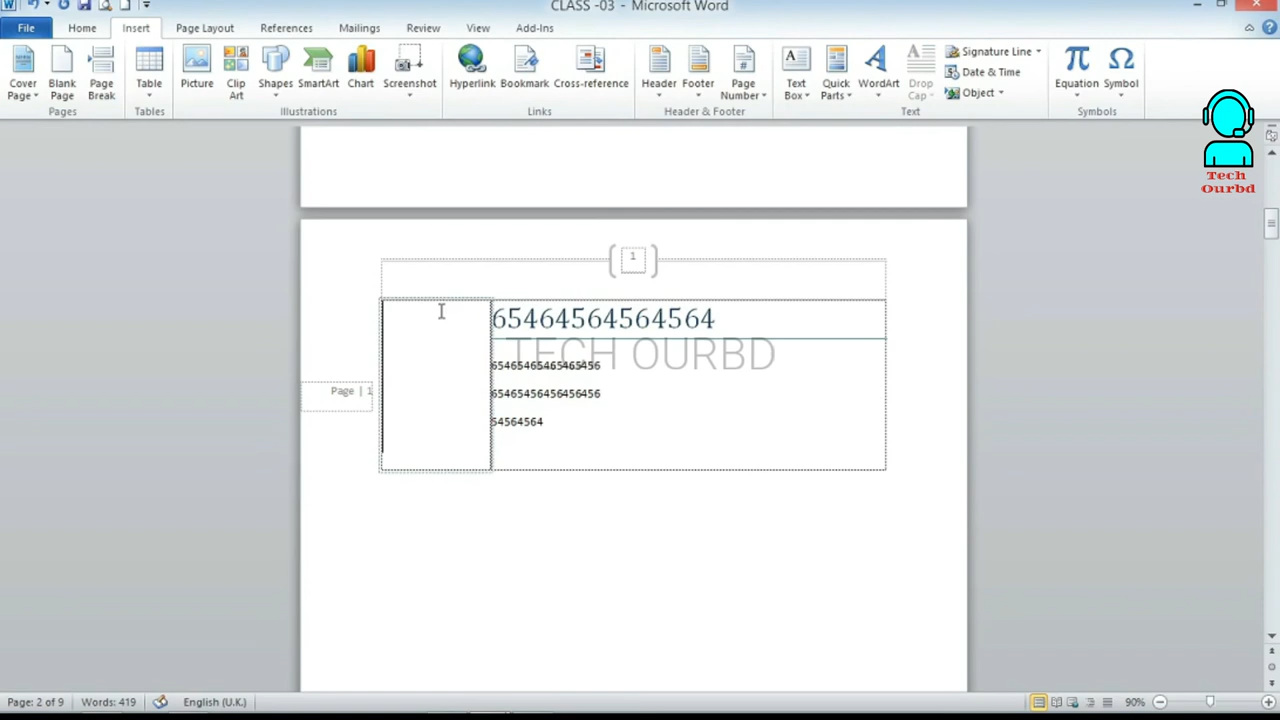 CLASS -03 - Microsoft Word
File Home Insert Page Layout References Mailings Review View Add-Ins
Cover Page
Blank Page
Page Break
Table
Picture
Clip Art
Shapes
SmartArt
Chart
Screenshot
Hyperlink
Bookmark
Cross-reference
Header
Footer
Page Number
Text Box
Quick Parts
WordArt
Drop Cap
Signature Line
Date & Time
Object
Equation
Symbol
Pages Tables Illustrations Links Header & Footer Text Symbols
Tech
Ourbd
1
65464564564564
TECH OURBD
65465465465465456
65465456456456456
54564564
Page | 1
Page: 2 of 9 Words: 419 English (U.K.) 90%